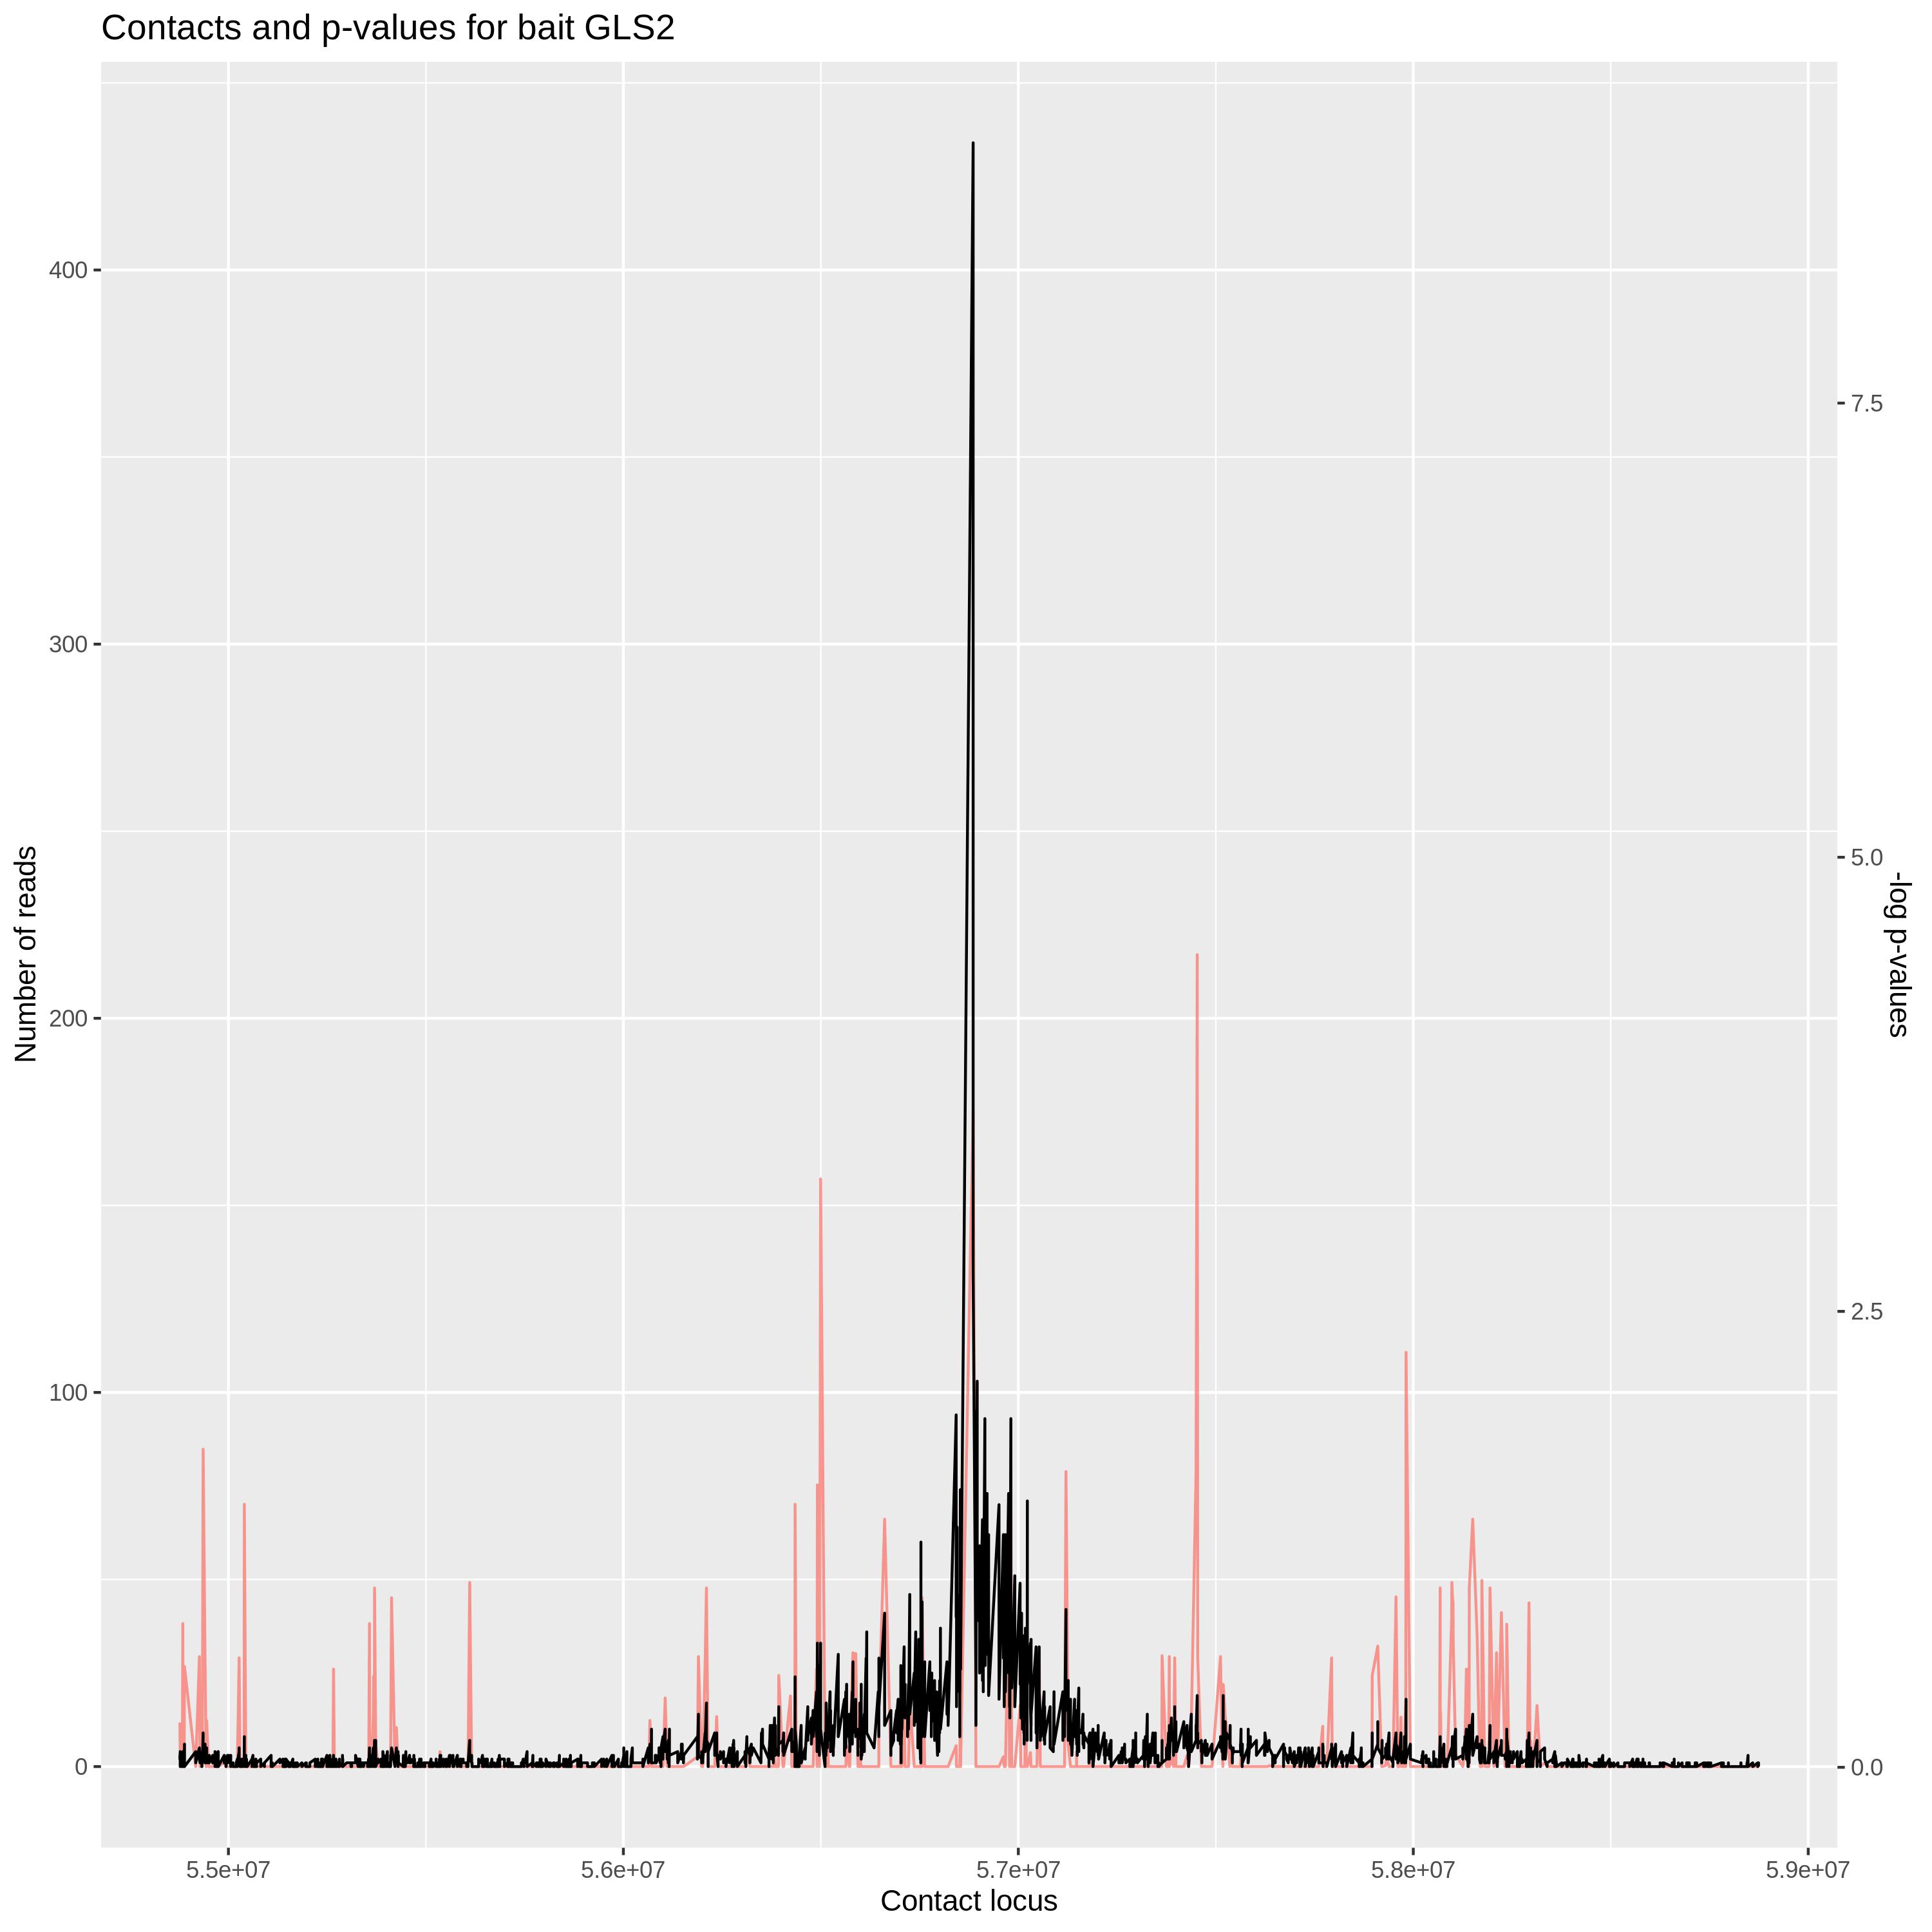 Contacts and p-values for bait GLS2
400
300
200
100
0
Number of reads
7.5
5.0
2.5
0.0
-log p-values
5.5e+07
5.6e+07
5.7e+07
5.8e+07
5.9e+07
Contact locus